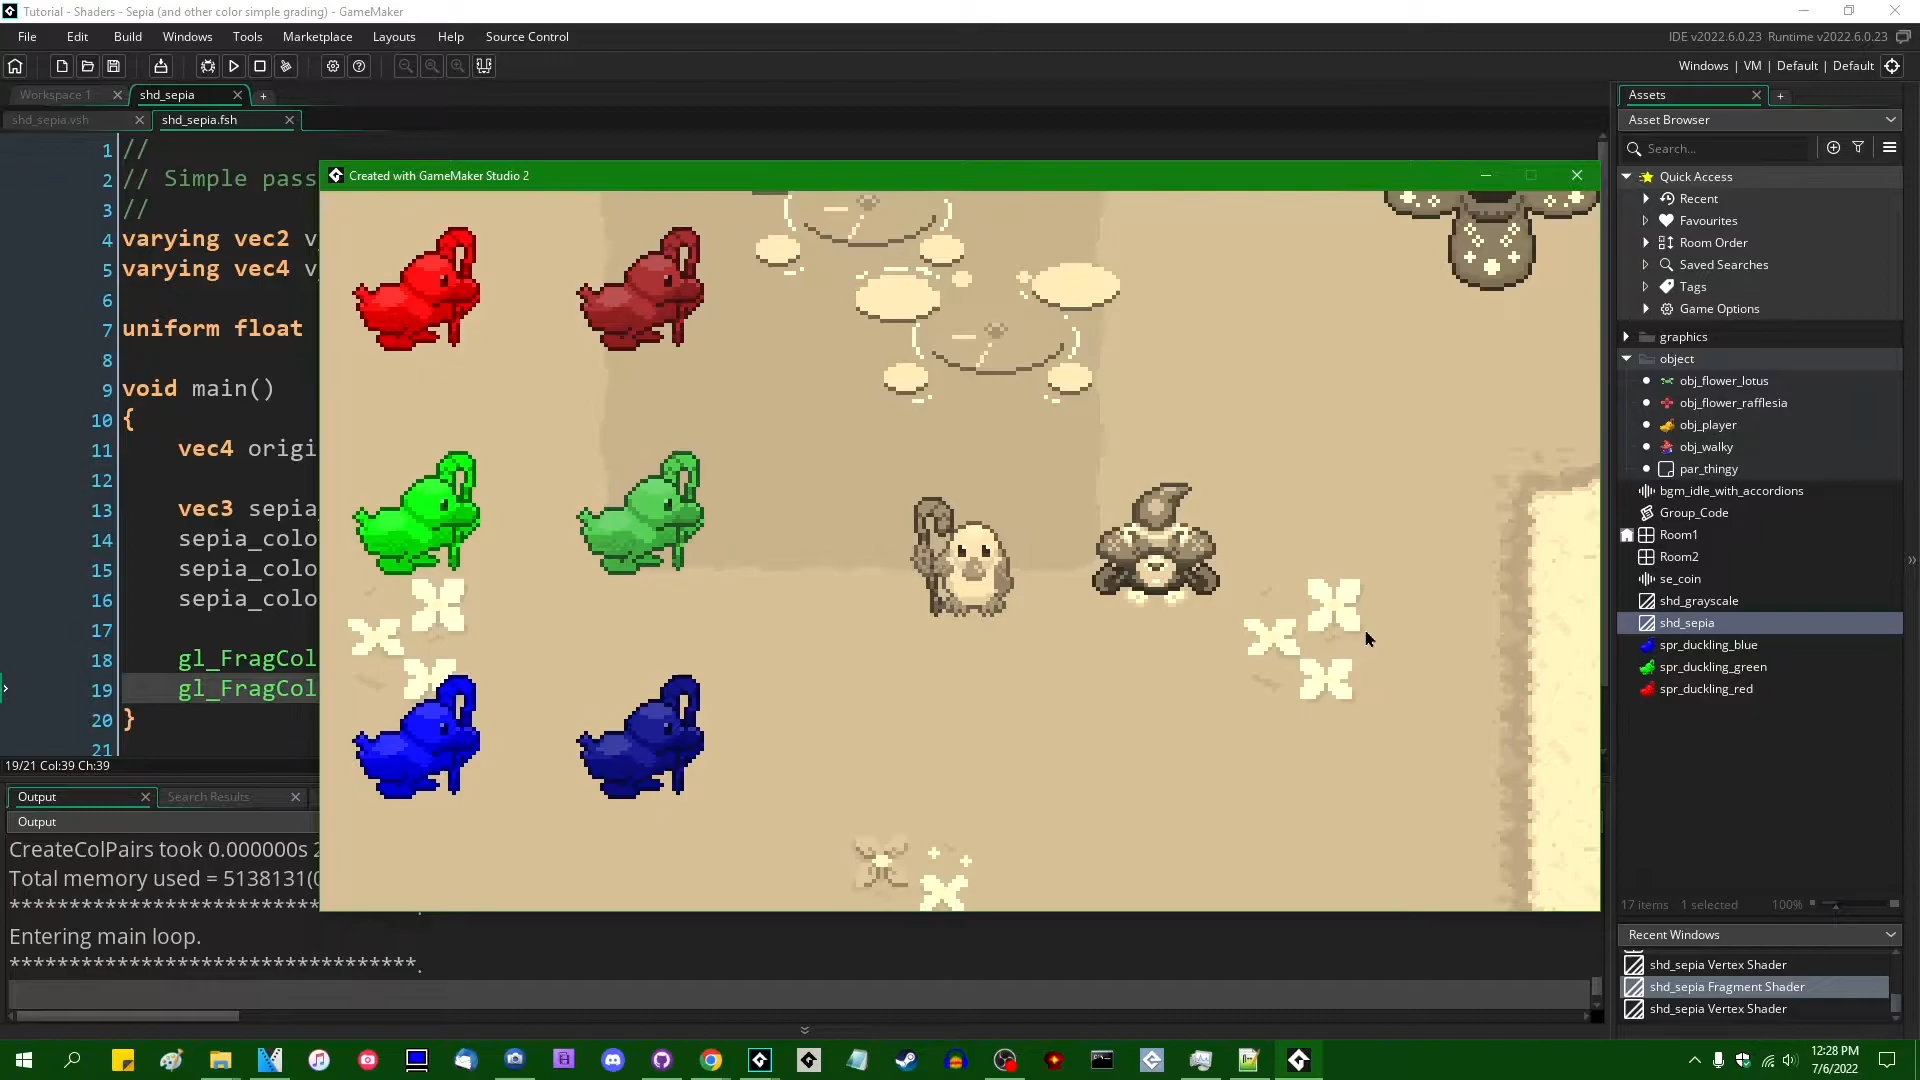 Tutorial - Shaders - Sepia (and other color simple grading) - GameMaker
File Edit Build Windows Tools Marketplace Layouts Help Source Control
IDE v2022.6.0.23 Runtime v2022.6.0.23
Windows | VM | Default | Default
Workspace 1
shd_sepia
shd_sepia.vsh
shd_sepia.fsh
1 //
2 // Simple pass
3 //
4 varying vec2 v
5 varying vec4 v
6
7 uniform float
8
9 void main()
10 {
11 vec4 origi
12
13 vec3 sepia
14 sepia_colo
15 sepia_colo
16 sepia_colo
17
18 gl_FragCol
19 gl_FragCol
20 }
21
19/21 Col:39 Ch:39
Created with GameMaker Studio 2
Output
Search Results
Output
CreateColPairs took 0.000000s 2
Total memory used = 5138131(0
Entering main loop.
**********************************.
Assets
Asset Browser
Search...
Quick Access
Recent
Favourites
Room Order
Saved Searches
Tags
Game Options
graphics
object
obj_flower_lotus
obj_flower_rafflesia
obj_player
obj_walky
par_thingy
bgm_idle_with_accordions
Group_Code
Room1
Room2
se_coin
shd_grayscale
shd_sepia
spr_duckling_blue
spr_duckling_green
spr_duckling_red
17 items 1 selected 100%
Recent Windows
shd_sepia Vertex Shader
shd_sepia Fragment Shader
shd_sepia Vertex Shader
12:28 PM
7/6/2022